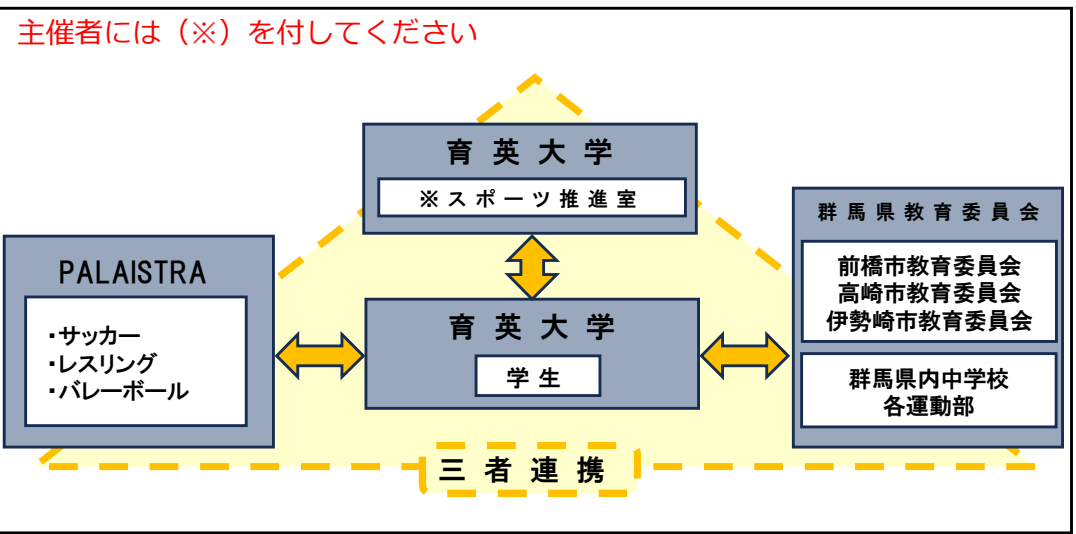 主催者には（※）を付してください
育英大学
※スポーツ推進室
PALAISTRA
・サッカー
・レスリング
・バレーボール
育英大学
学生
群馬県教育委員会
前橋市教育委員会
高崎市教育委員会
伊勢崎市教育委員会
群馬県内中学校
各運動部
三者連携